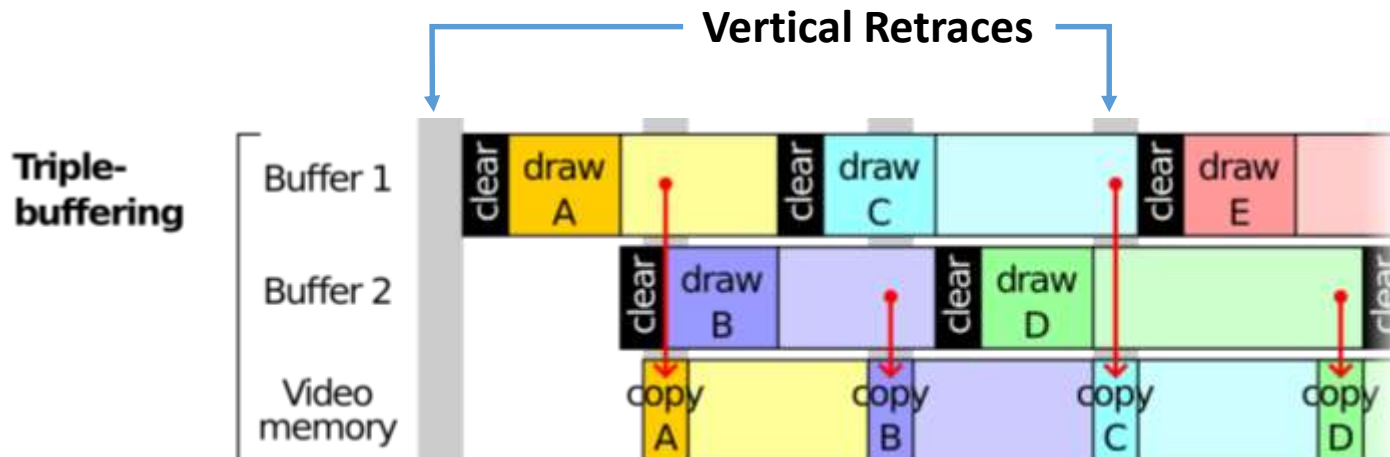 Vertical Retraces
Triple-
buffering
Buffer 1
clear
draw
A
clear
draw
C
clear
draw
E
Buffer 2
clear
draw
B
clear
draw
D
clear
Video
memory
copy
A
copy
B
copy
C
copy
D